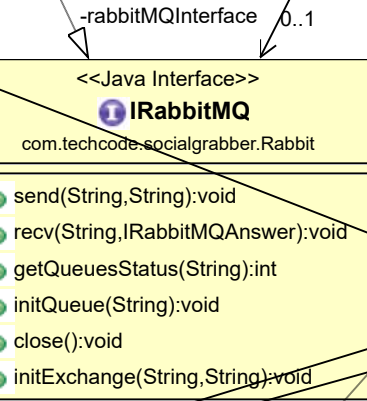 -rabbitMQInterface 0..1
<<Java Interface>>
IRabbitMQ
com.techcode.socialgrabber.Rabbit
send(String,String):void
recv(String,IRabbitMQAnswer):void
getQueuesStatus(String):int
initQueue(String):void
close():void
initExchange(String,String):void